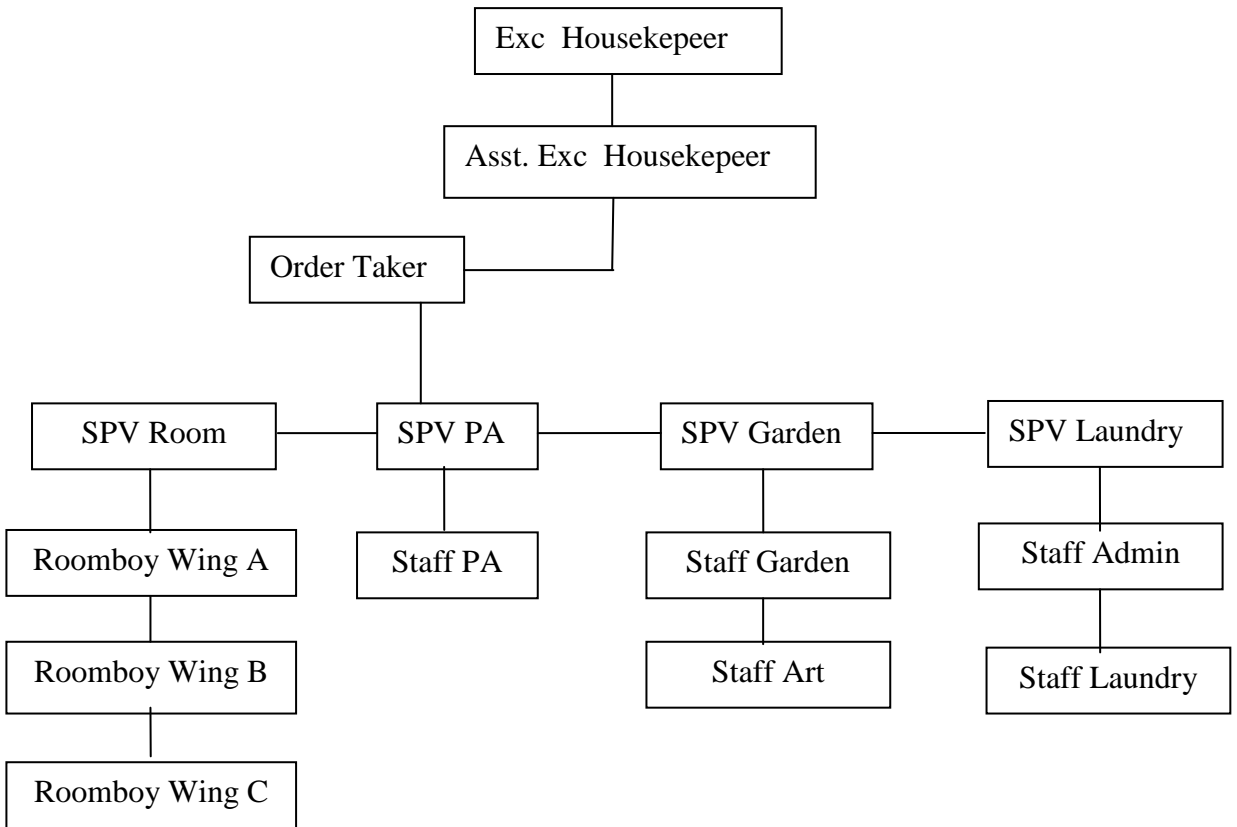 Exc Housekepeer
Asst. Exc Housekepeer
Order Taker
SPV Room
SPV PA
SPV Garden
SPV Laundry
Roomboy Wing A
Staff PA
Staff Garden
Staff Admin
Roomboy Wing B
Staff Art
Staff Laundry
Roomboy Wing C